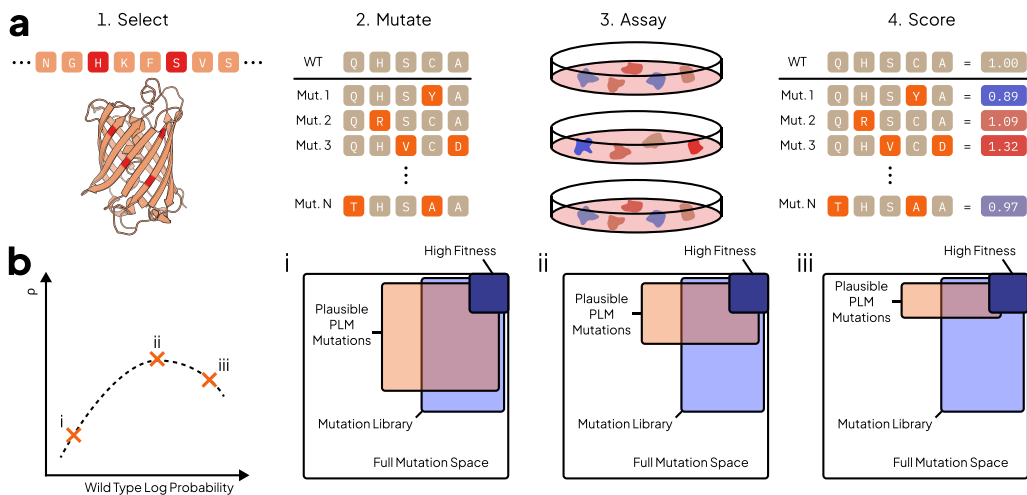 a
1. Select
2. Mutate
3. Assay
4. Score
··· N G H K F S V S ···
WT Q H S C A
Mut. 1 Q H S Y A
Mut. 2 Q R S C A
Mut. 3 Q H V C D
Mut. N T H S A A
WT Q H S C A = 1.00
Mut. 1 Q H S Y A = 0.89
Mut. 2 Q R S C A = 1.09
Mut. 3 Q H V C D = 1.32
Mut. N T H S A A = 0.97
b
ρ
i
ii
iii
Wild Type Log Probability
i
High Fitness
Plausible
PLM
Mutations
Mutation Library
Full Mutation Space
ii
High Fitness
Plausible
PLM
Mutations
Mutation Library
Full Mutation Space
iii
High Fitness
Plausible
PLM
Mutations
Mutation Library
Full Mutation Space